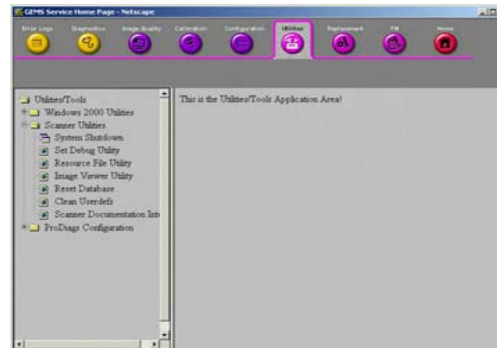 GEMS Service Home Page - Netscape
Error Logs Diagnostics Image Quality Calibration Configuration Utilities Replacement PM Home
Utilities/Tools
This is the Utilities/Tools Application Area!
Windows 2000 Utilities
Scanner Utilities
System Shutdown
Set Debug Utility
Resource File Utility
Image Viewer Utility
Reset Database
Clean Userdefs
Scanner Documentation Inte
ProDiags Configuration